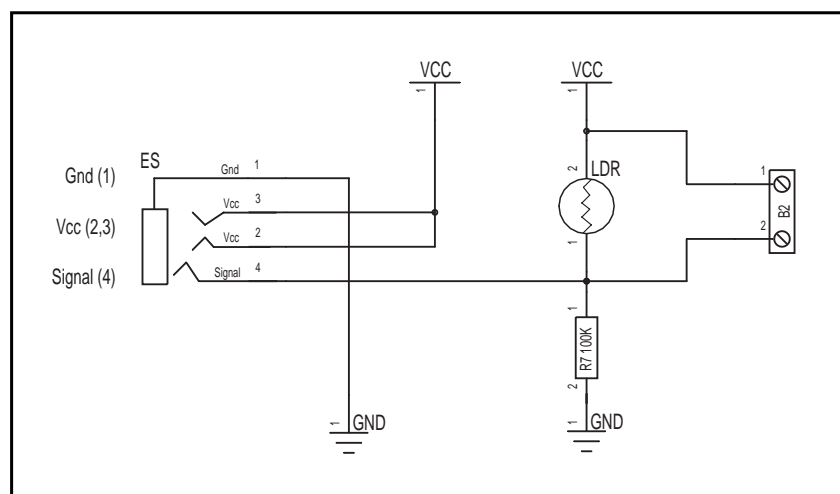 VCC
1
VCC
1
ES
Gnd (1)
Gnd
1
2
LDR
1
Vcc
3
B2
Vcc (2,3)
Vcc
2
2
1
Signal (4)
Signal
4
1
R7 100K
2
1
GND
1
GND